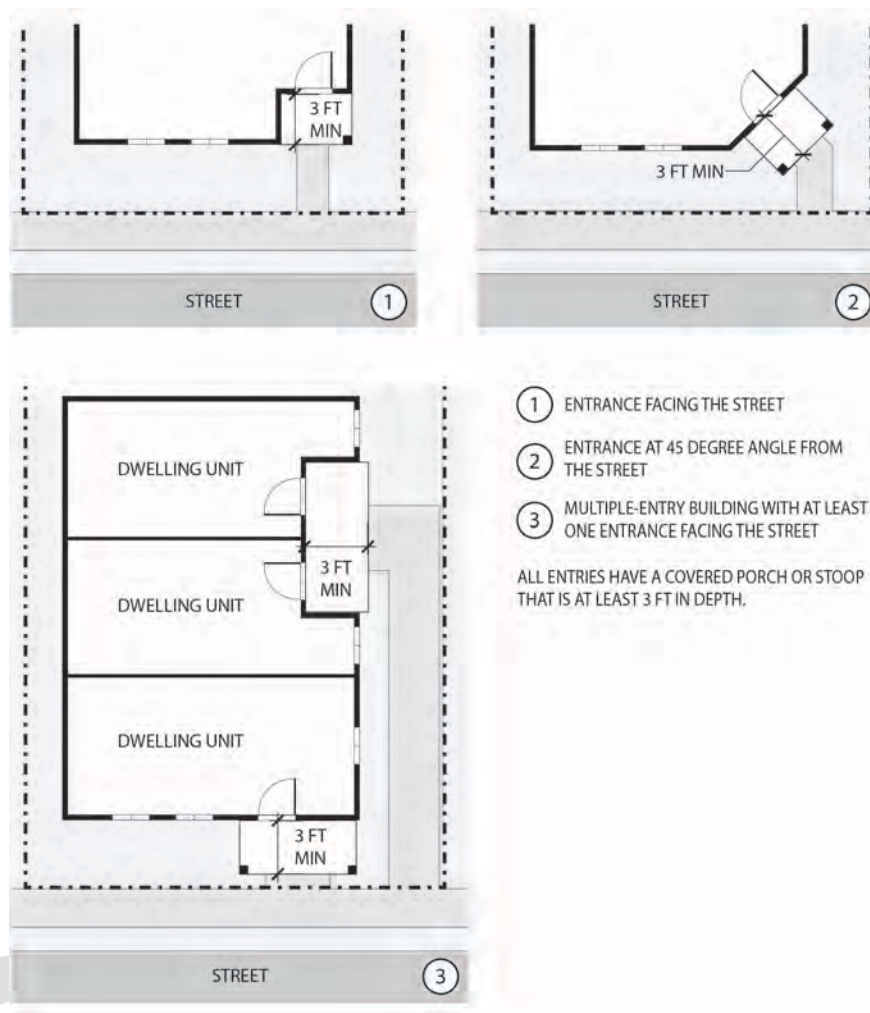 3 FT
MIN
STREET
1
3 FT MIN
STREET
2
DWELLING UNIT
3 FT
MIN
DWELLING UNIT
DWELLING UNIT
3 FT
MIN
STREET
3
1 ENTRANCE FACING THE STREET
2 ENTRANCE AT 45 DEGREE ANGLE FROM
THE STREET
3 MULTIPLE-ENTRY BUILDING WITH AT LEAST
ONE ENTRANCE FACING THE STREET
ALL ENTRIES HAVE A COVERED PORCH OR STOOP
THAT IS AT LEAST 3 FT IN DEPTH.